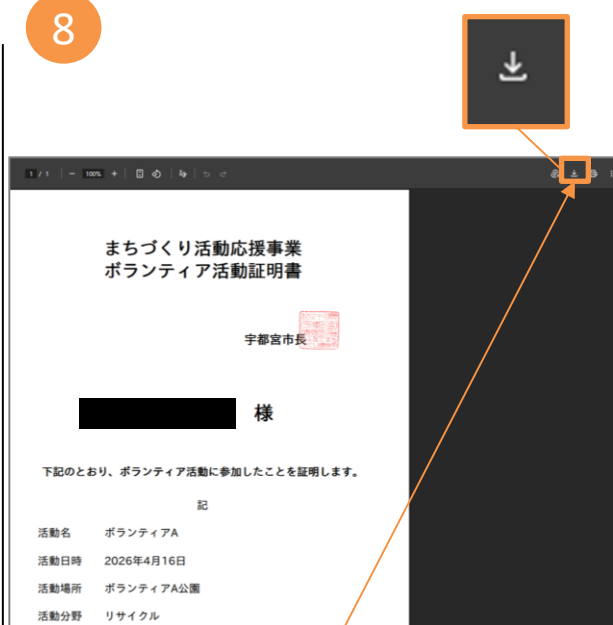 8
1 / 1 − 100% +
まちづくり活動応援事業
ボランティア活動証明書
宇都宮市長
様
下記のとおり、ボランティア活動に参加したことを証明します。
記
活動名 ボランティアA
活動日時 2026年4月16日
活動場所 ボランティアA公園
活動分野 リサイクル